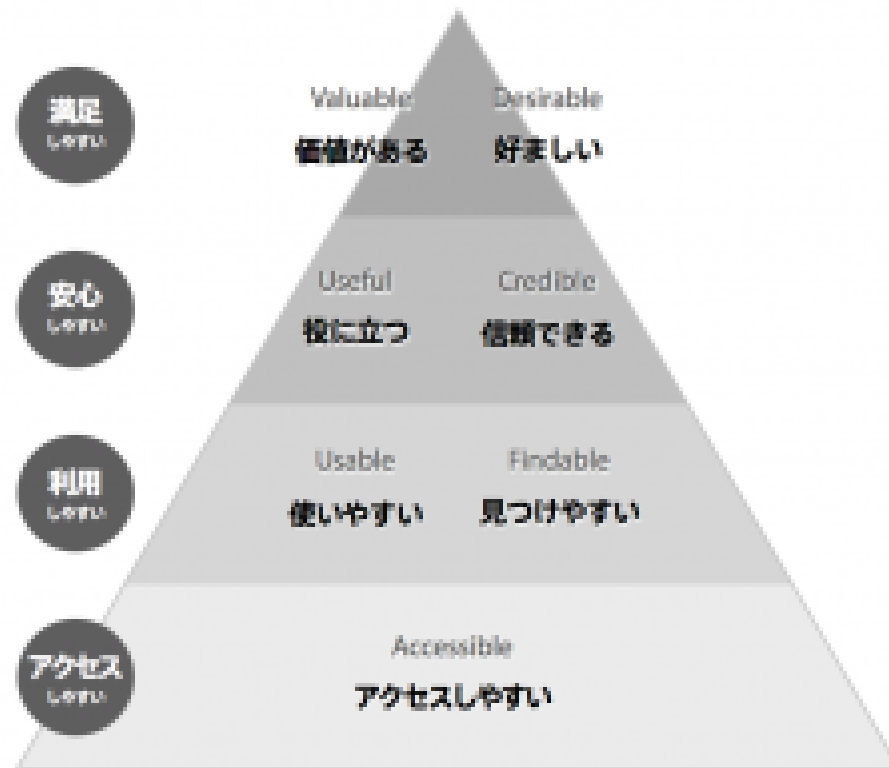 満足
しやすい
Valuable
価値がある
Desirable
好ましい
安心
しやすい
Useful
役に立つ
Credible
信頼できる
利用
しやすい
Usable
使いやすい
Findable
見つけやすい
アクセス
しやすい
Accessible
アクセスしやすい